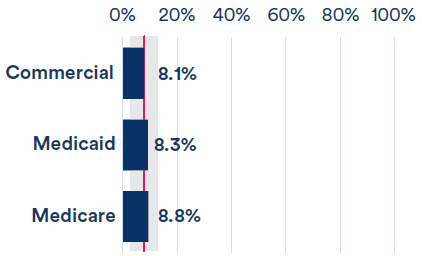 0% 20% 40% 60% 80% 100%
Commercial 8.1%
Medicaid 8.3%
Medicare 8.8%